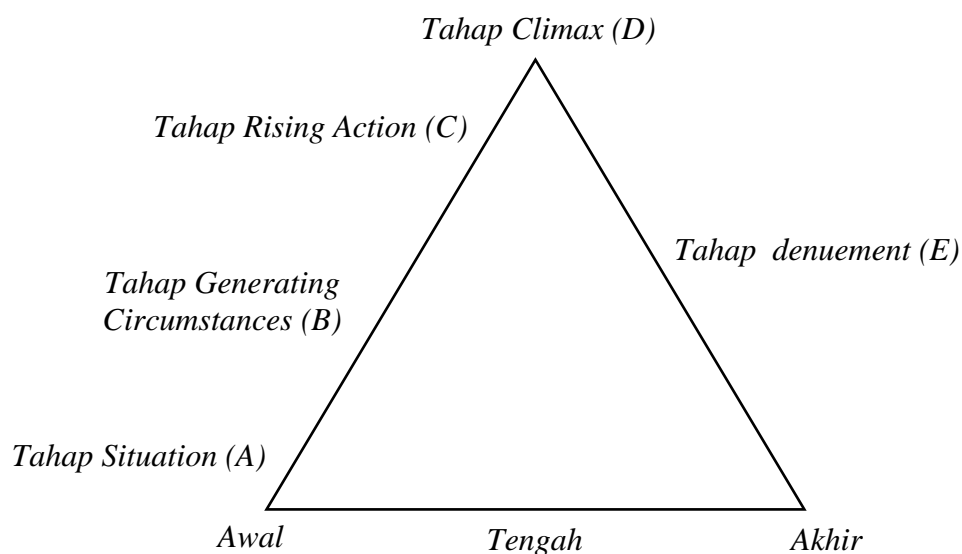 Tahap Climax (D)
Tahap Rising Action (C)
Tahap denuement (E)
Tahap Generating
Circumstances (B)
Tahap Situation (A)
Awal
Tengah
Akhir